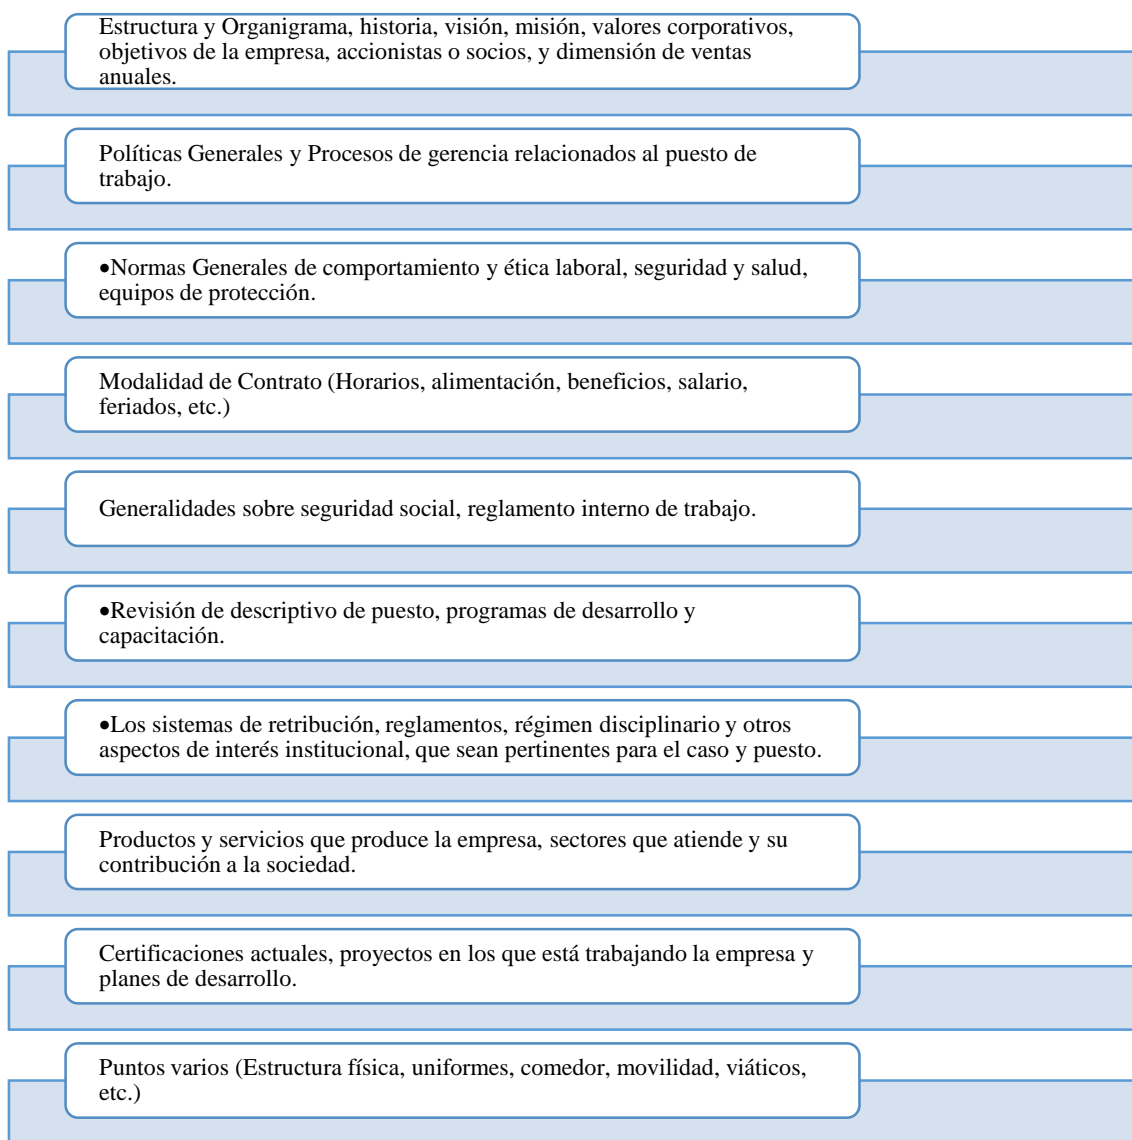 Estructura y Organigrama, historia, visión, misión, valores corporativos,
objetivos de la empresa, accionistas o socios, y dimensión de ventas
anuales.
Políticas Generales y Procesos de gerencia relacionados al puesto de
trabajo.
•Normas Generales de comportamiento y ética laboral, seguridad y salud,
equipos de protección.
Modalidad de Contrato (Horarios, alimentación, beneficios, salario,
feriados, etc.)
Generalidades sobre seguridad social, reglamento interno de trabajo.
•Revisión de descriptivo de puesto, programas de desarrollo y
capacitación.
•Los sistemas de retribución, reglamentos, régimen disciplinario y otros
aspectos de interés institucional, que sean pertinentes para el caso y puesto.
Productos y servicios que produce la empresa, sectores que atiende y su
contribución a la sociedad.
Certificaciones actuales, proyectos en los que está trabajando la empresa y
planes de desarrollo.
Puntos varios (Estructura física, uniformes, comedor, movilidad, viáticos,
etc.)